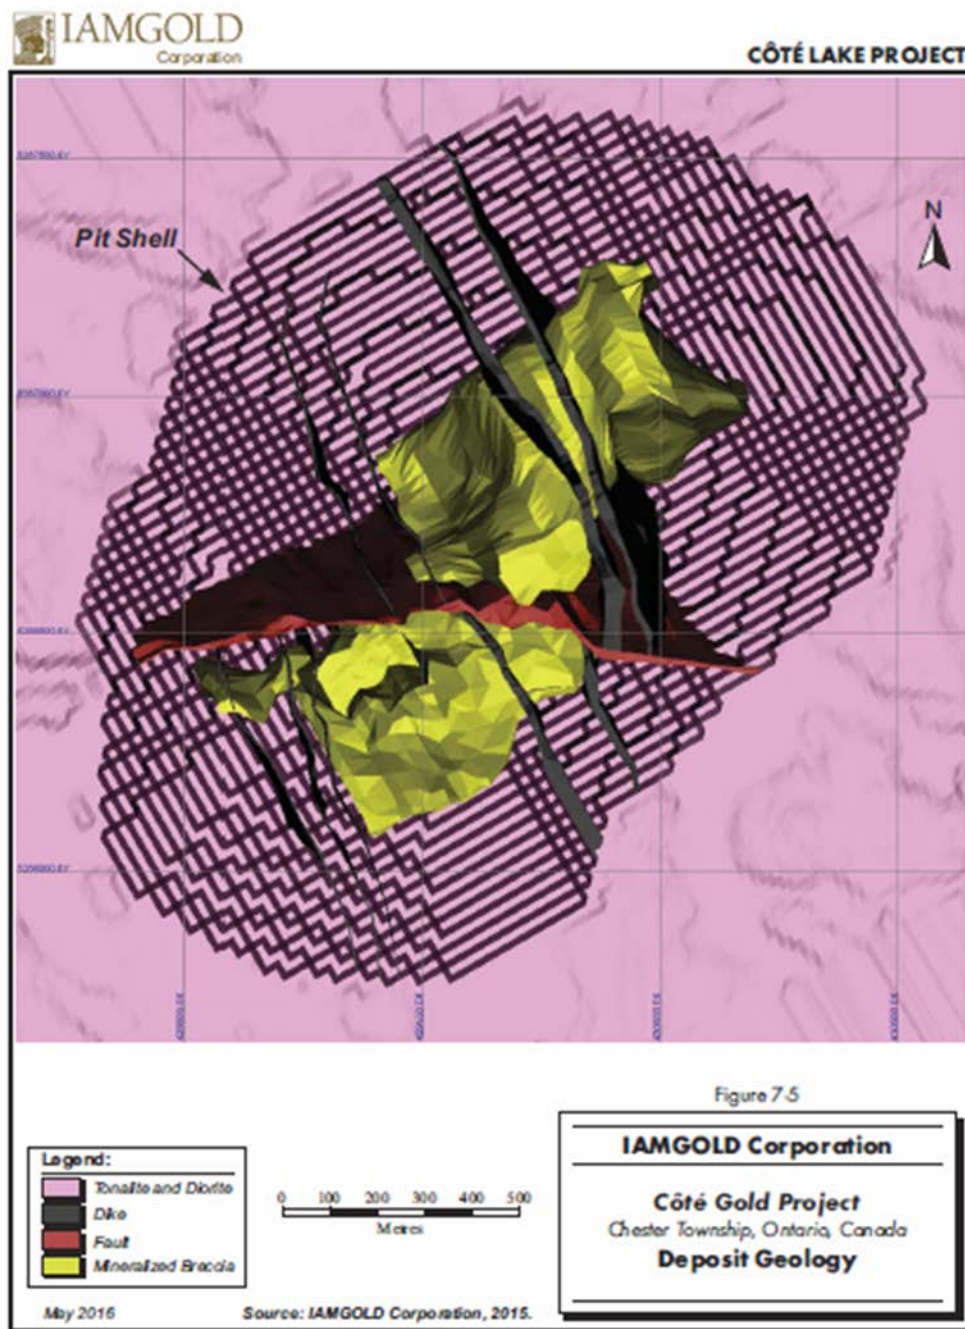 IAMGOLD
Corporation
CÔTÉ LAKE PROJECT
Pit Shell
N
Figure 7-5
IAMGOLD Corporation
Côté Gold Project
Chester Township, Ontario, Canada
Deposit Geology
Legend:
Tonalite and Diorite
Dike
Fault
Mineralized Breccia
0 100 200 300 400 500
Metres
May 2016
Source: IAMGOLD Corporation, 2015.